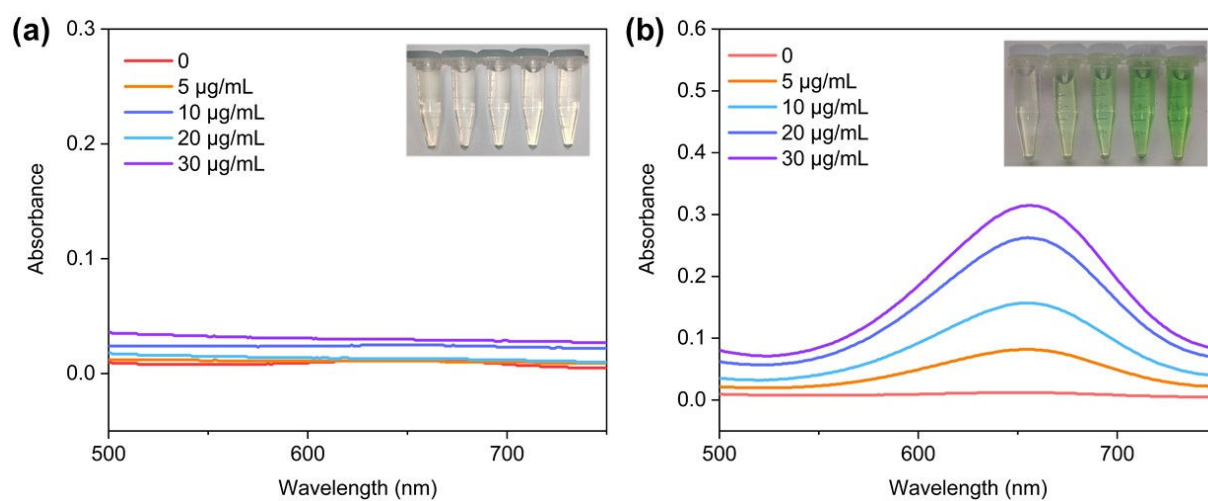 (a)
0.3
0.2
0.1
0.0
Absorbance
0
5 µg/mL
10 µg/mL
20 µg/mL
30 µg/mL
500
600
700
Wavelength (nm)
(b)
0.6
0.5
0.4
0.3
0.2
0.1
0.0
Absorbance
0
5 µg/mL
10 µg/mL
20 µg/mL
30 µg/mL
500
600
700
Wavelength (nm)